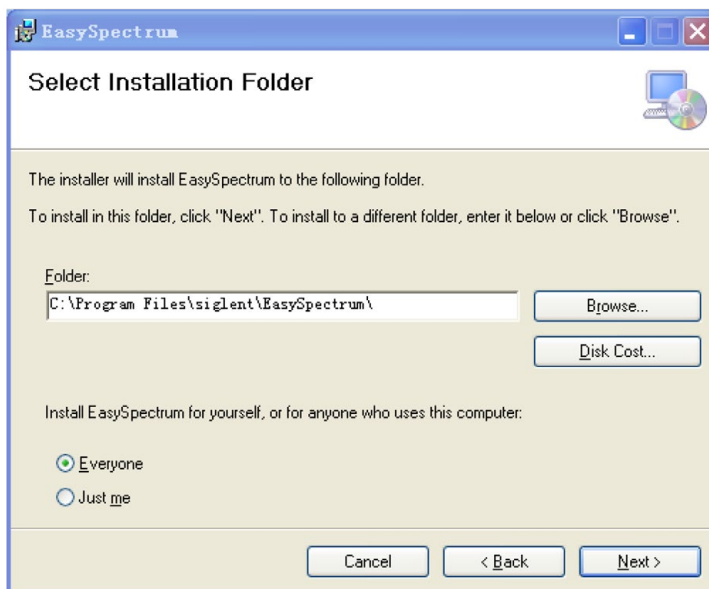 EasySpectrum
Select Installation Folder
The installer will install EasySpectrum to the following folder.
To install in this folder, click "Next". To install to a different folder, enter it below or click "Browse".
Folder:
C:\Program Files\siglent\EasySpectrum\
Browse...
Disk Cost...
Install EasySpectrum for yourself, or for anyone who uses this computer:
Everyone
Just me
Cancel
< Back
Next >